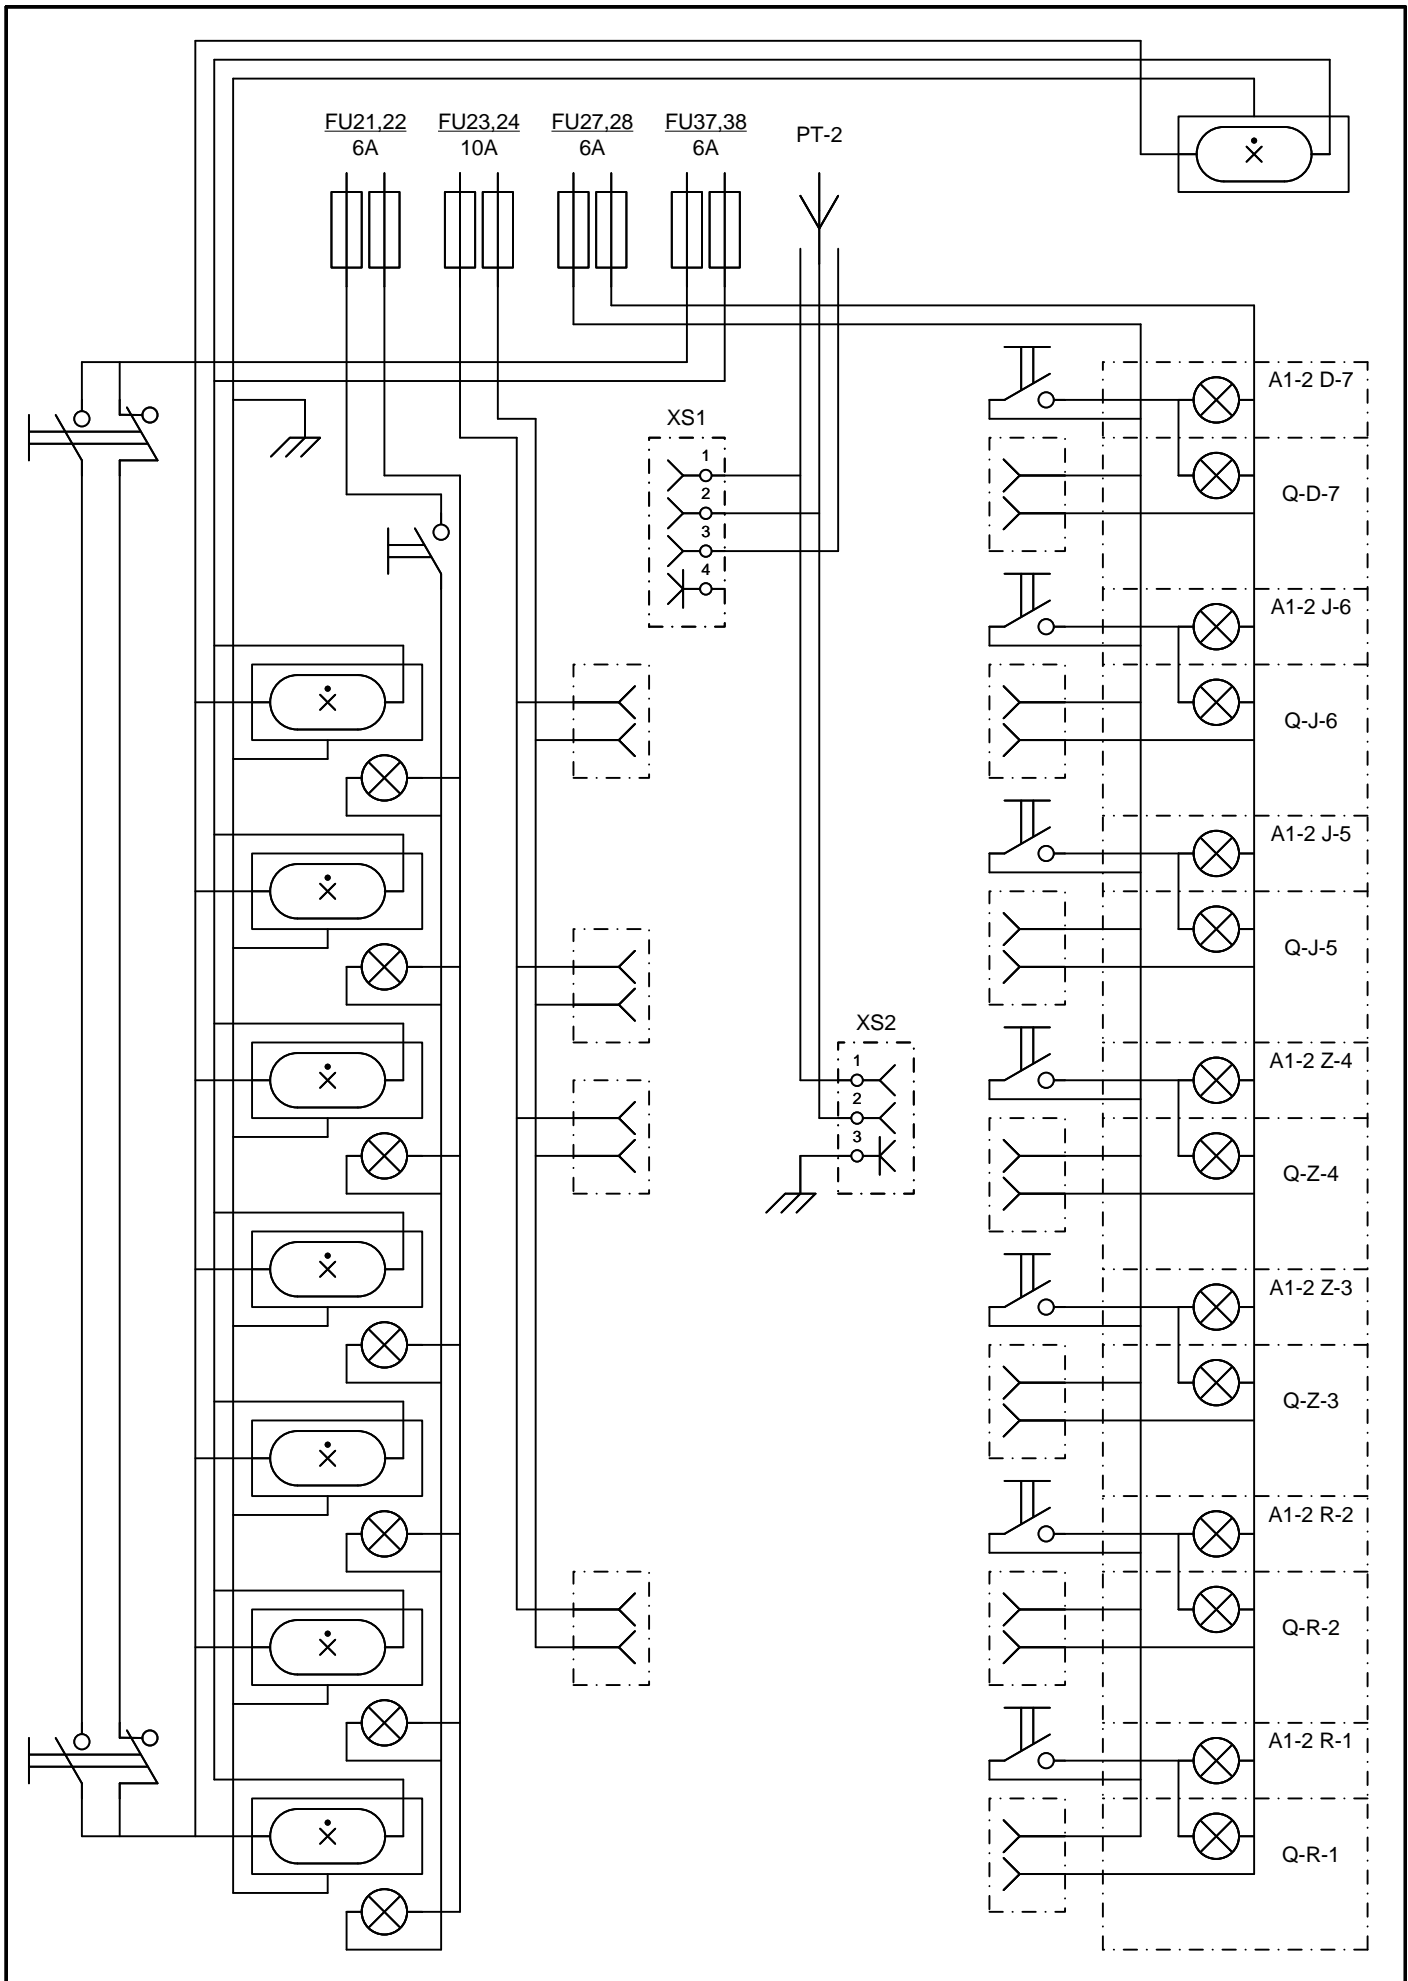 FU21,22
6A
FU23,24
10A
FU27,28
6A
FU37,38
6A
PT-2
A1-2 D-7
XS1
1
2
3
4
Q-D-7
A1-2 J-6
Q-J-6
A1-2 J-5
Q-J-5
XS2
1
2
3
A1-2 Z-4
Q-Z-4
A1-2 Z-3
Q-Z-3
A1-2 R-2
Q-R-2
A1-2 R-1
Q-R-1